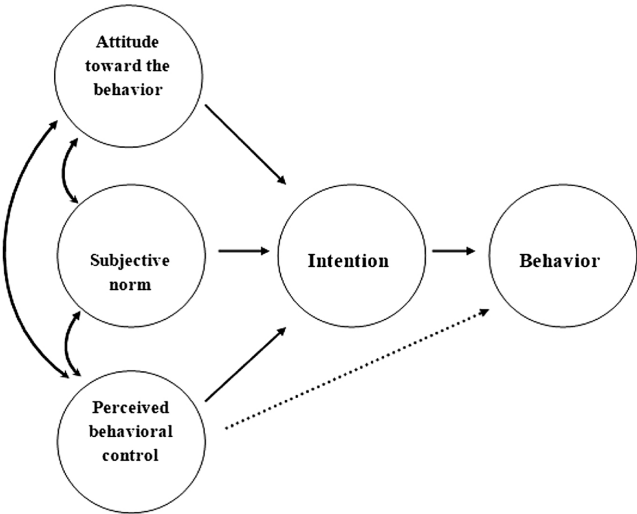 Attitude
toward the
behavior
Subjective
norm
Intention
Behavior
Perceived
behavioral
control